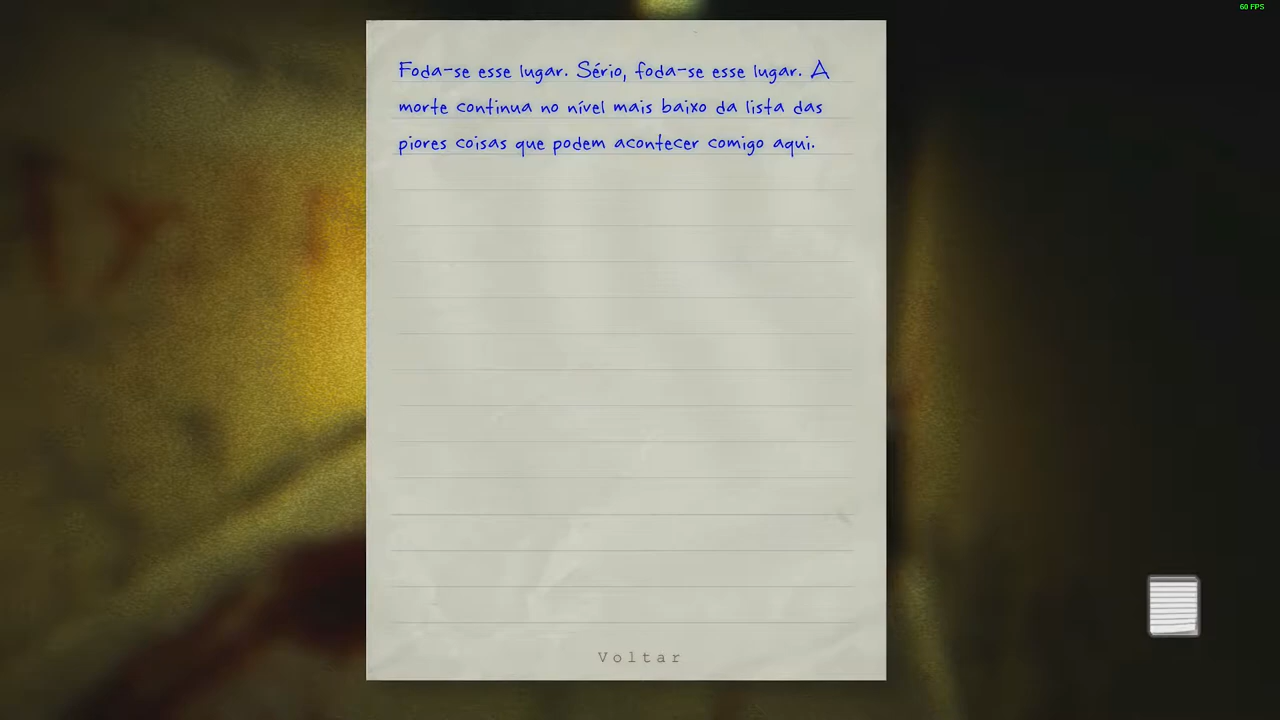 60 FPS
Foda-se esse lugar. Sério, foda-se esse lugar. A
morte continua no nível mais baixo da lista das
piores coisas que podem acontecer comigo aqui.
Voltar